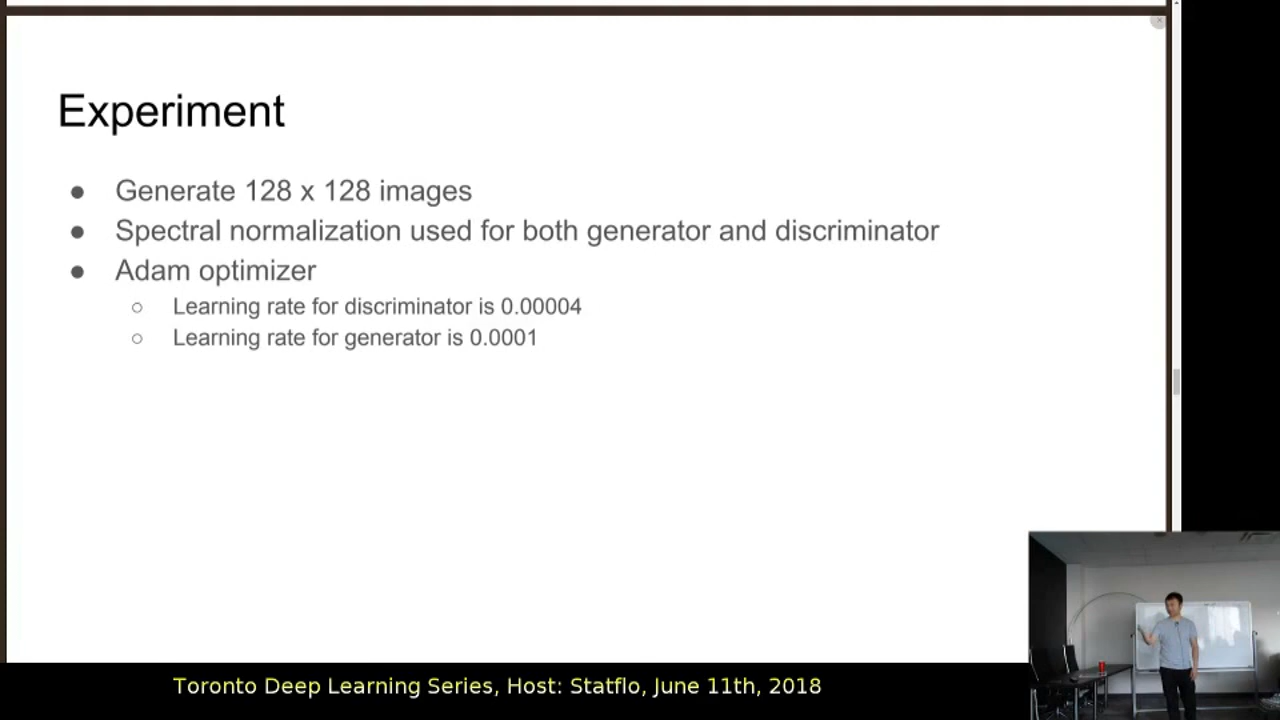 Experiment
● Generate 128 x 128 images
● Spectral normalization used for both generator and discriminator
● Adam optimizer
○ Learning rate for discriminator is 0.00004
○ Learning rate for generator is 0.0001
Toronto Deep Learning Series, Host: Statflo, June 11th, 2018